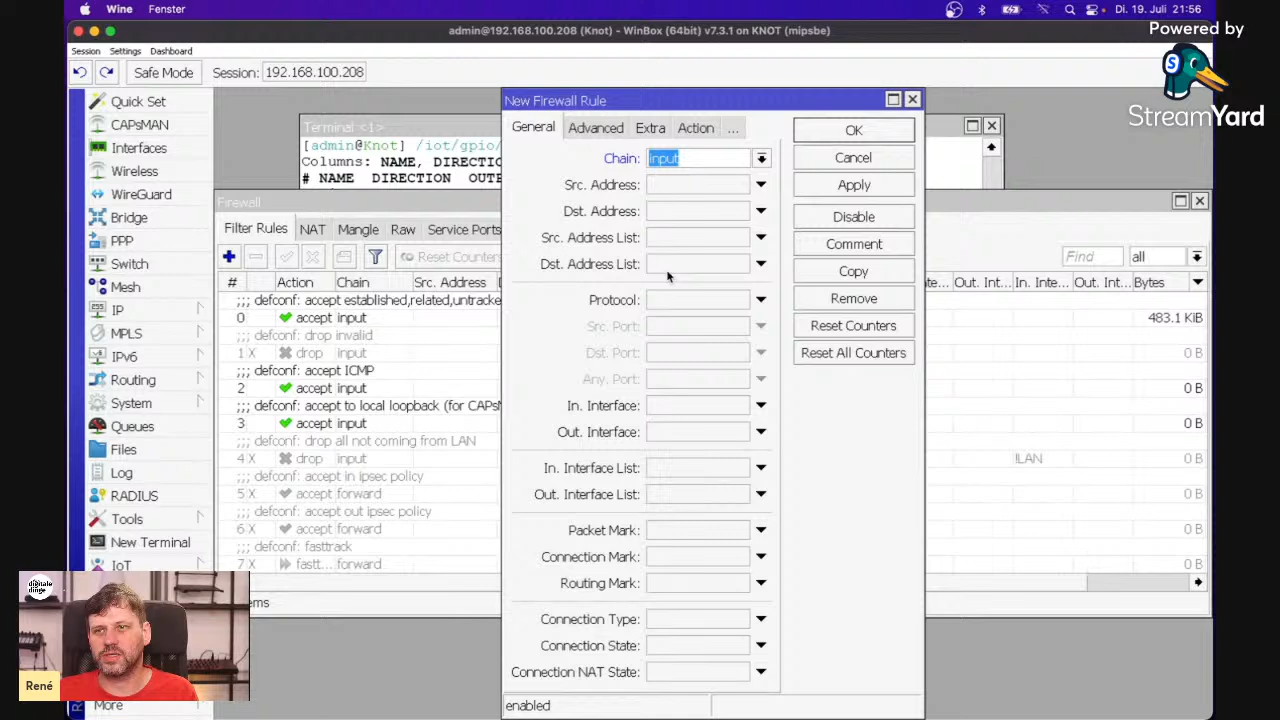 Wine Fenster
Di. 19. Juli 21:56
admin@192.168.100.208 (Knot) - WinBox (64bit) v7.3.1 on KNOT (mipsbe)
Powered by
StreamYard
Session Settings Dashboard
Safe Mode Session: 192.168.100.208
Quick Set
CAPsMAN
Interfaces
Wireless
WireGuard
Bridge
PPP
Switch
Mesh
IP
MPLS
IPv6
Routing
System
Queues
Files
Log
RADIUS
Tools
New Terminal
IoT
More
Terminal <1>
[admin@Knot] /iot/gpio/
Columns: NAME, DIRECTIO
# NAME DIRECTION OUTP
Firewall
Filter Rules NAT Mangle Raw Service Ports
Reset Counters
Find all
# Action Chain Src. Address
Out. Int... In. Inte... Out. Int... Bytes
;;; defconf: accept established,related,untracke
0 accept input 483.1 KiB
;;; defconf: drop invalid
1 X drop input 0 B
;;; defconf: accept ICMP
2 accept input 0 B
;;; defconf: accept to local loopback (for CAPsM
3 accept input 0 B
;;; defconf: drop all not coming from LAN
4 X drop input !LAN 0 B
;;; defconf: accept in ipsec policy
5 X accept forward 0 B
;;; defconf: accept out ipsec policy
6 X accept forward 0 B
;;; defconf: fasttrack
7 X fastt... forward 0 B
ems
New Firewall Rule
General Advanced Extra Action ...
Chain: input
Src. Address:
Dst. Address:
Src. Address List:
Dst. Address List:
Protocol:
Src. Port:
Dst. Port:
Any. Port:
In. Interface:
Out. Interface:
In. Interface List:
Out. Interface List:
Packet Mark:
Connection Mark:
Routing Mark:
Connection Type:
Connection State:
Connection NAT State:
enabled
OK
Cancel
Apply
Disable
Comment
Copy
Remove
Reset Counters
Reset All Counters
digitale
dinge
René